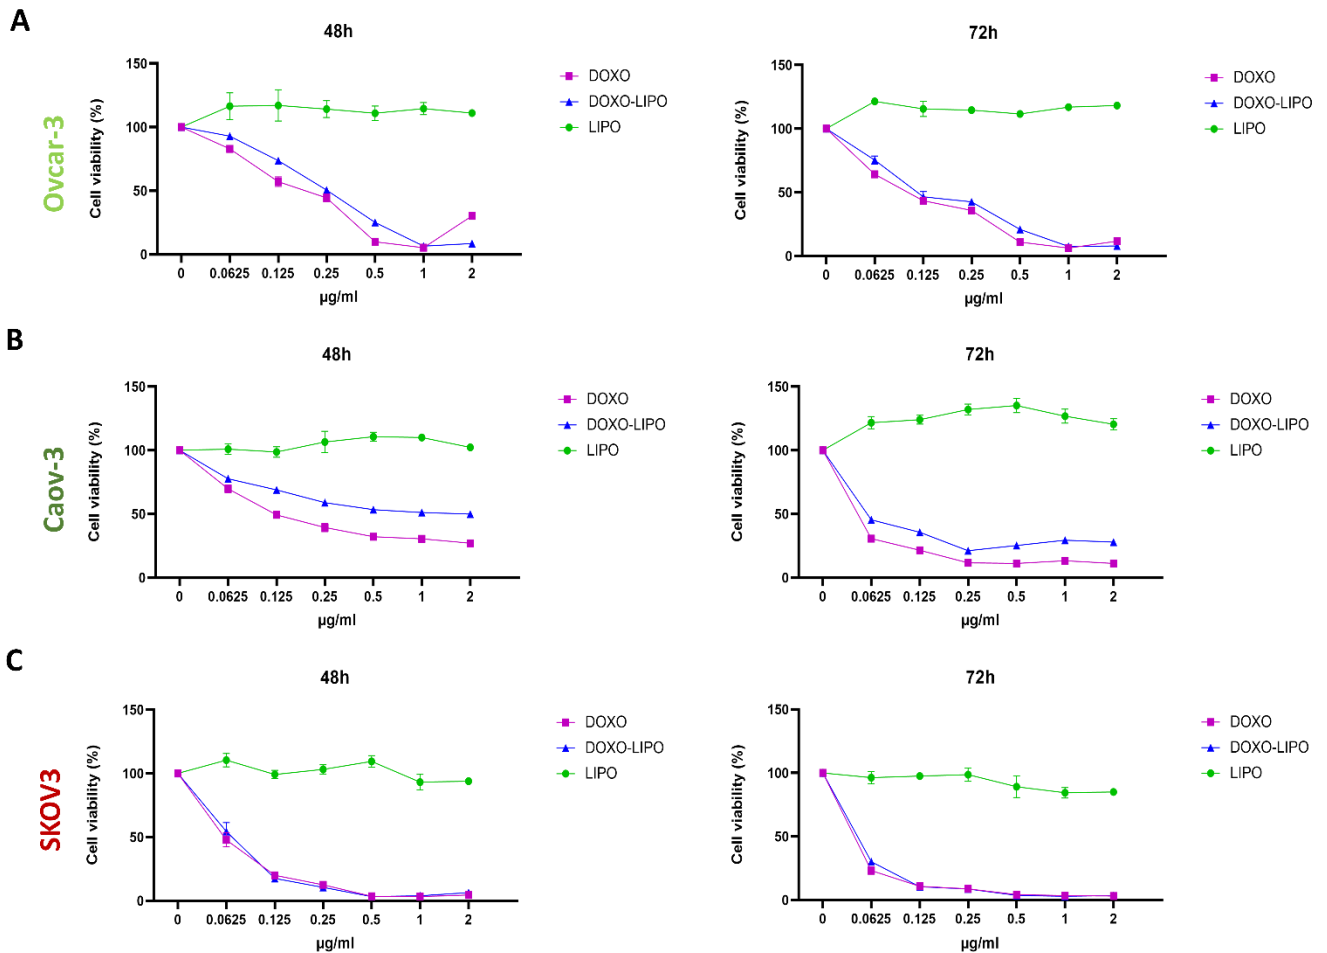 A
48h
150
100
50
0
Cell viability (%)
0 0.0625 0.125 0.25 0.5 1 2
µg/ml
DOXO
DOXO-LIPO
LIPO
Ovcar-3
72h
150
100
50
0
Cell viability (%)
0 0.0625 0.125 0.25 0.5 1 2
µg/ml
DOXO
DOXO-LIPO
LIPO
B
48h
150
100
50
0
Cell viability (%)
0 0.0625 0.125 0.25 0.5 1 2
µg/ml
DOXO
DOXO-LIPO
LIPO
Caov-3
72h
150
100
50
0
Cell viability (%)
0 0.0625 0.125 0.25 0.5 1 2
µg/ml
DOXO
DOXO-LIPO
LIPO
C
48h
150
100
50
0
Cell viability (%)
0 0.0625 0.125 0.25 0.5 1 2
µg/ml
DOXO
DOXO-LIPO
LIPO
SKOV3
72h
150
100
50
0
Cell viability (%)
0 0.0625 0.125 0.25 0.5 1 2
µg/ml
DOXO
DOXO-LIPO
LIPO